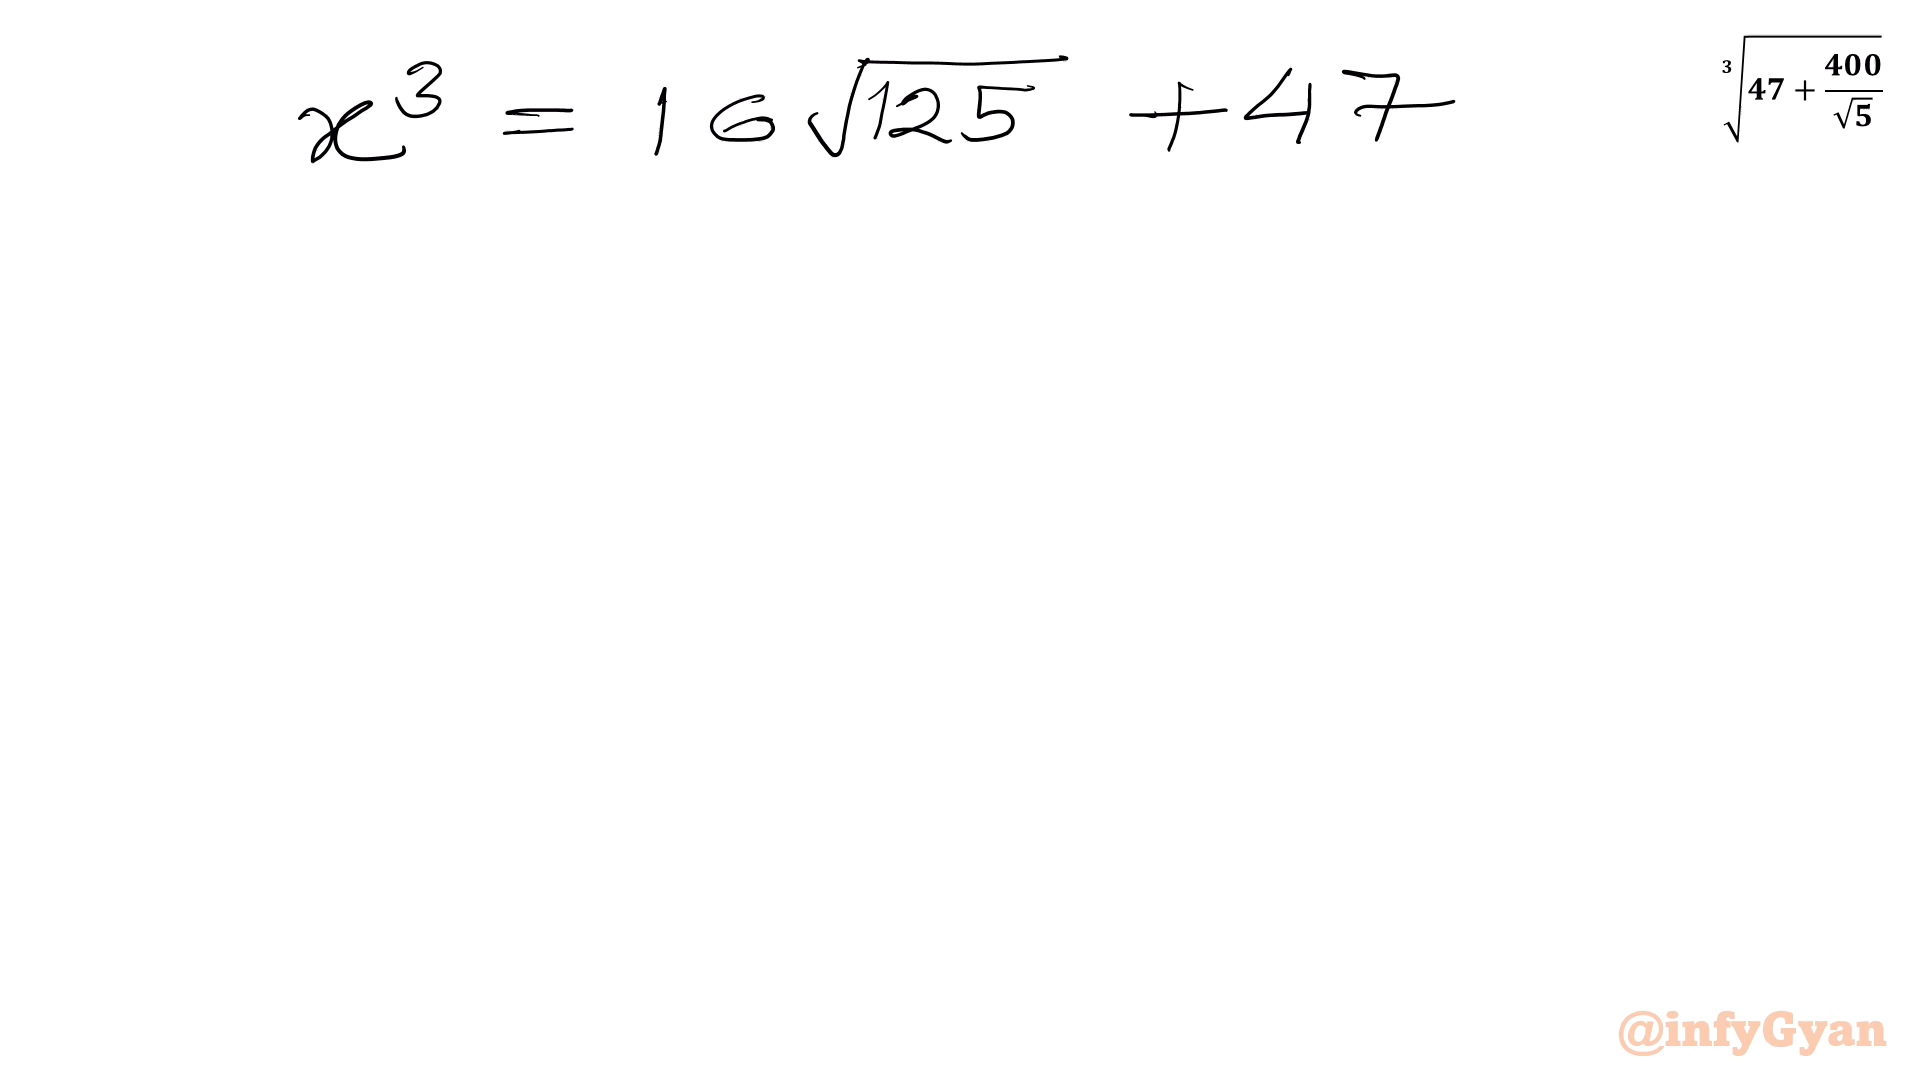 x³ = 16√125 + 47
∛(47 + 400/√5)
@infyGyan